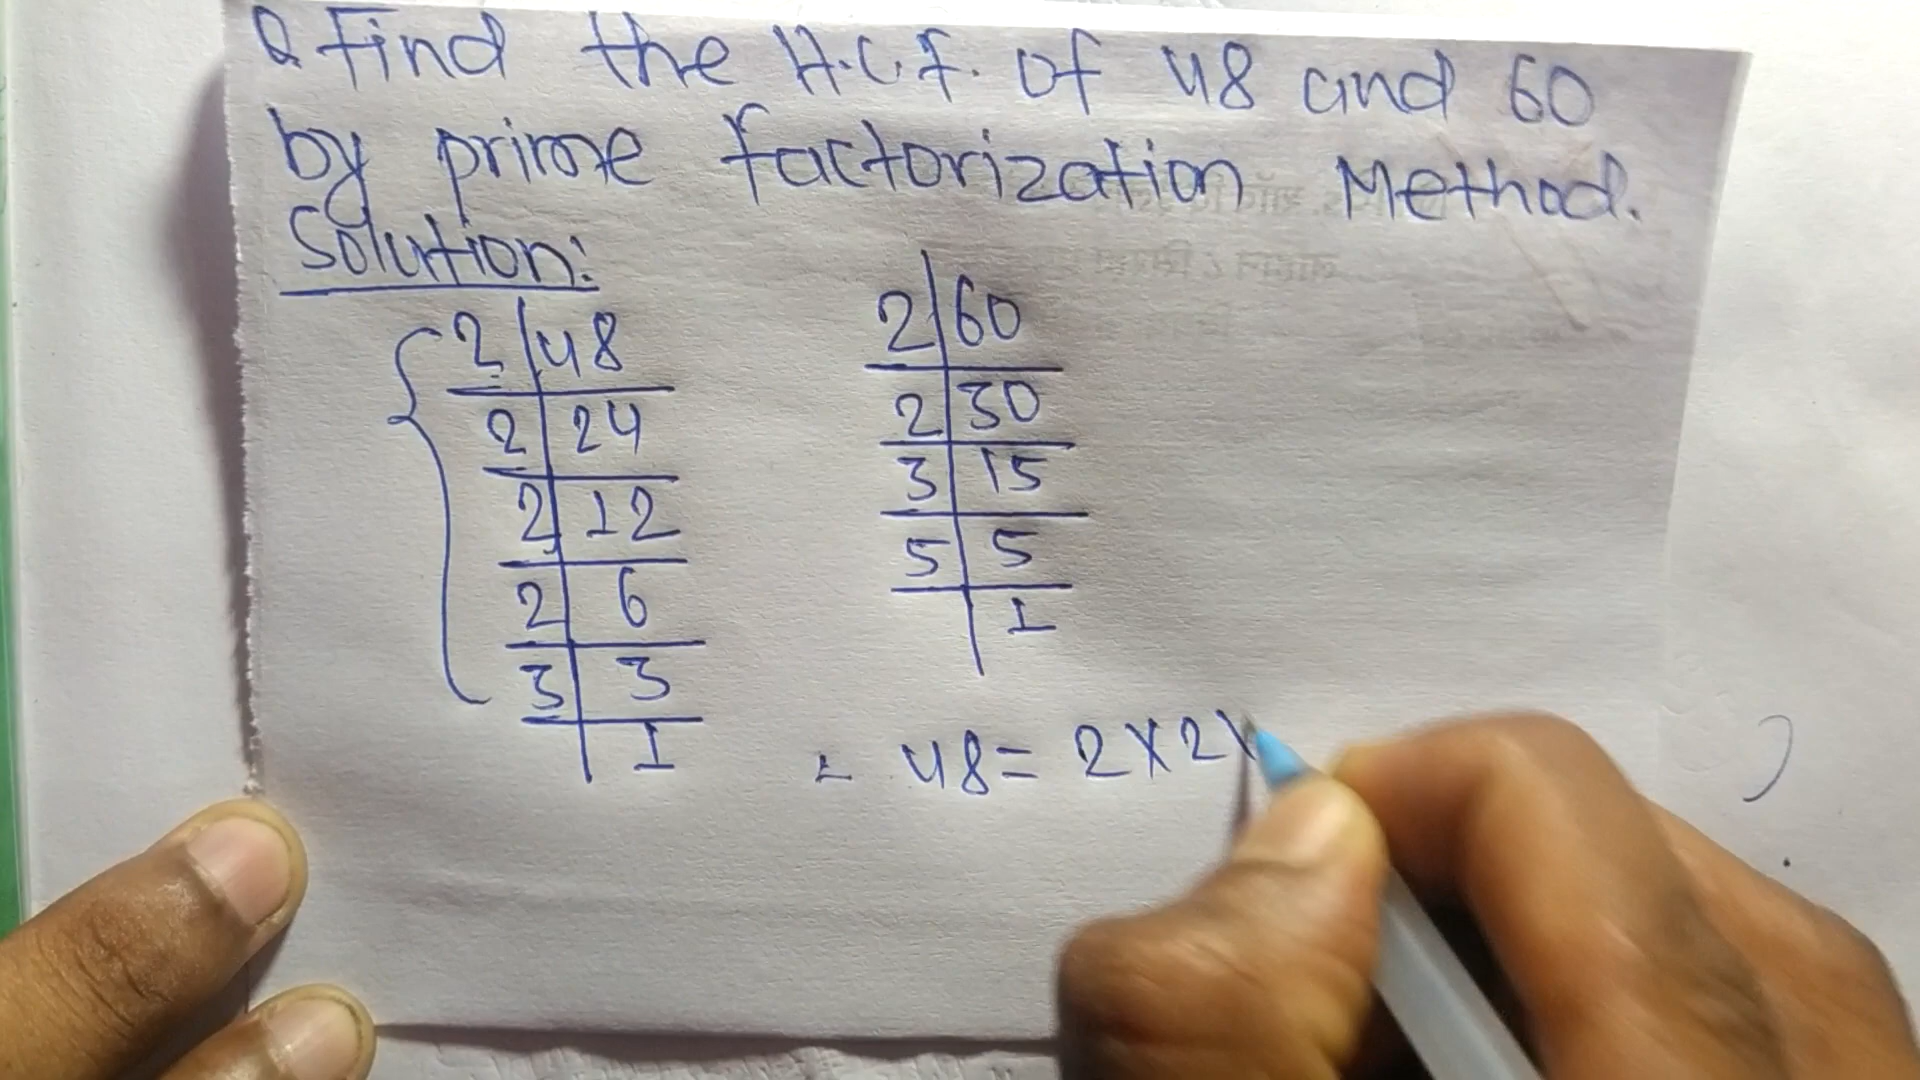 Q Find the H.C.F. of 48 and 60
by prime factorization Method.
Solution:
2 48
2 24
2 12
2 6
3 3
1
2 60
2 30
3 15
5 5
1
48 = 2 X 2 X